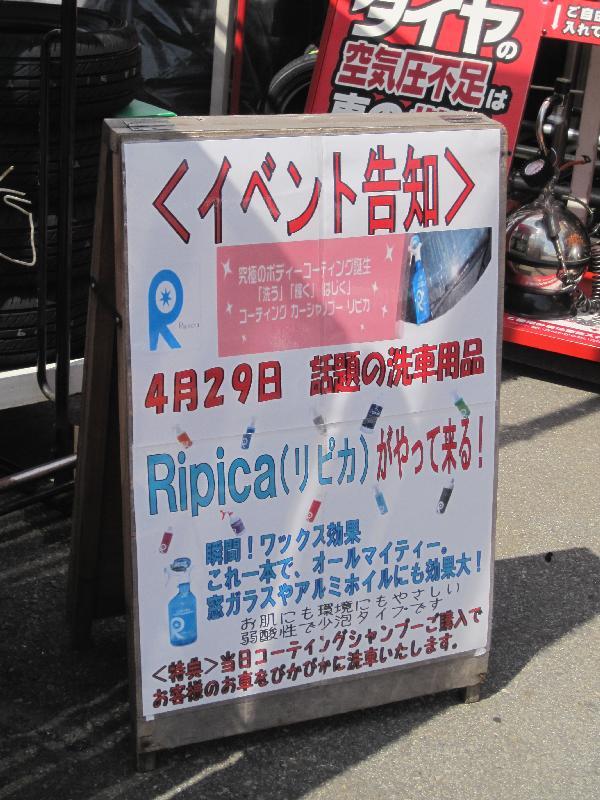 タイヤの
空気圧不足は
＜イベント告知＞
究極のボディーコーティング誕生
「洗う」「輝く」「はじく」
コーティング カーシャンプー リピカ
R
Ripica
4月29日 話題の洗車用品
Ripica(リピカ)がやって来る！
瞬間！ワックス効果
これ一本で、オールマイティー。
窓ガラスやアルミホイルにも効果大！
お肌にも環境にもやさしい
弱酸性で少泡タイプです
＜特典＞当日コーティングシャンプーご購入で
お客様のお車をぴかぴかに洗車いたします。